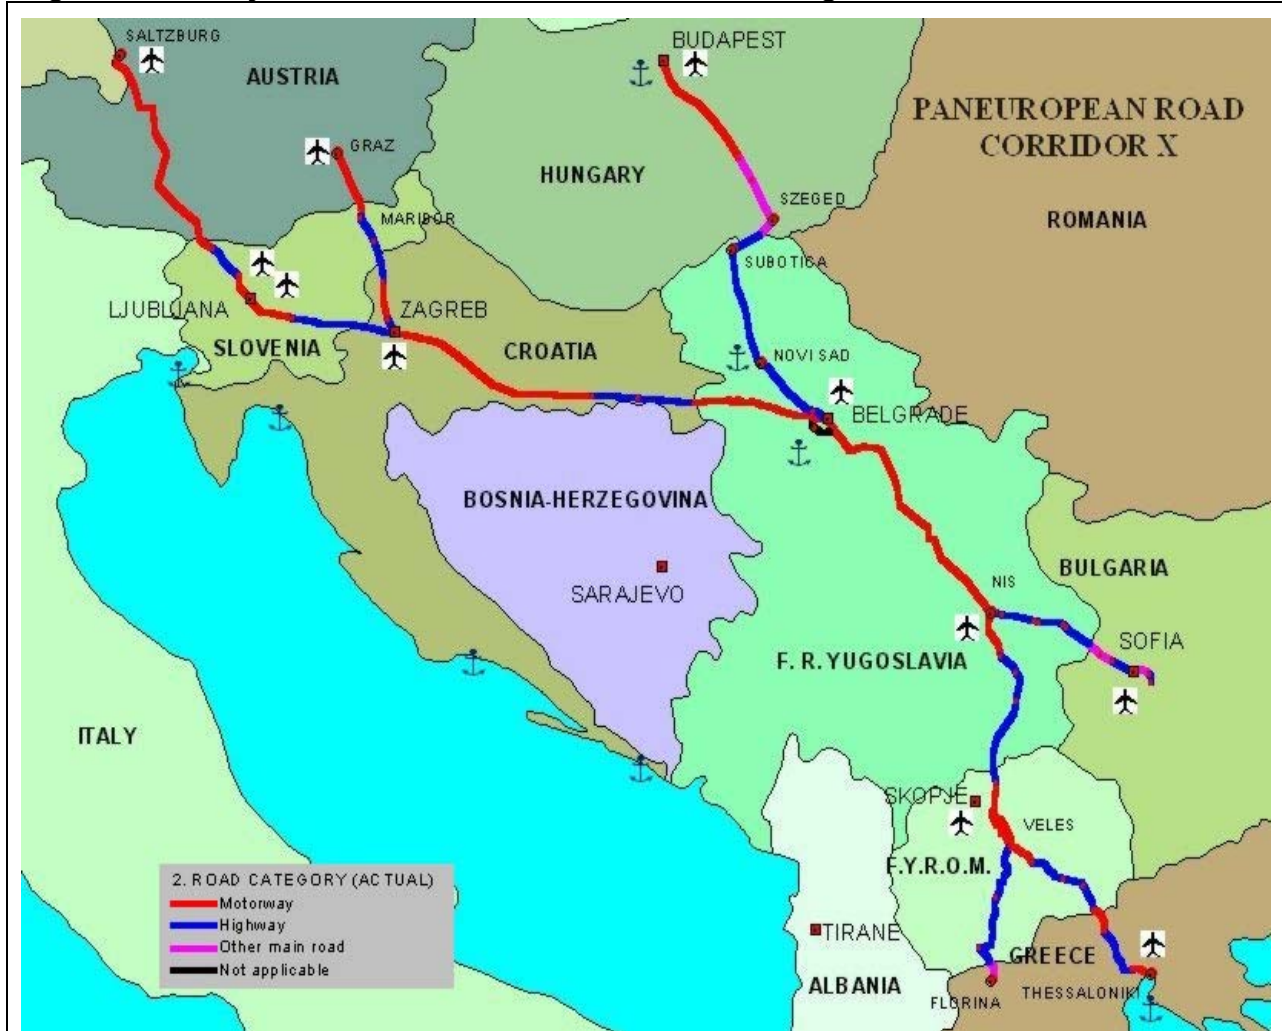 SALTZBURG
BUDAPEST
AUSTRIA
PANEUROPEAN ROAD
CORRIDOR X
GRAZ
HUNGARY
SZEGED
MARIBOR
ROMANIA
SUBOTICA
LJUBLJANA
ZAGREB
SLOVENIA
CROATIA
NOVI SAD
BELGRADE
BOSNIA-HERZEGOVINA
BULGARIA
NIS
SARAJEVO
SOFIA
F. R. YUGOSLAVIA
ITALY
SKOPJE
VELES
F.Y.R.O.M.
2. ROAD CATEGORY (ACTUAL)
Motorway
Highway
Other main road
Not applicable
TIRANE
GREECE
ALBANIA
FLORINA
THESSALONIKI